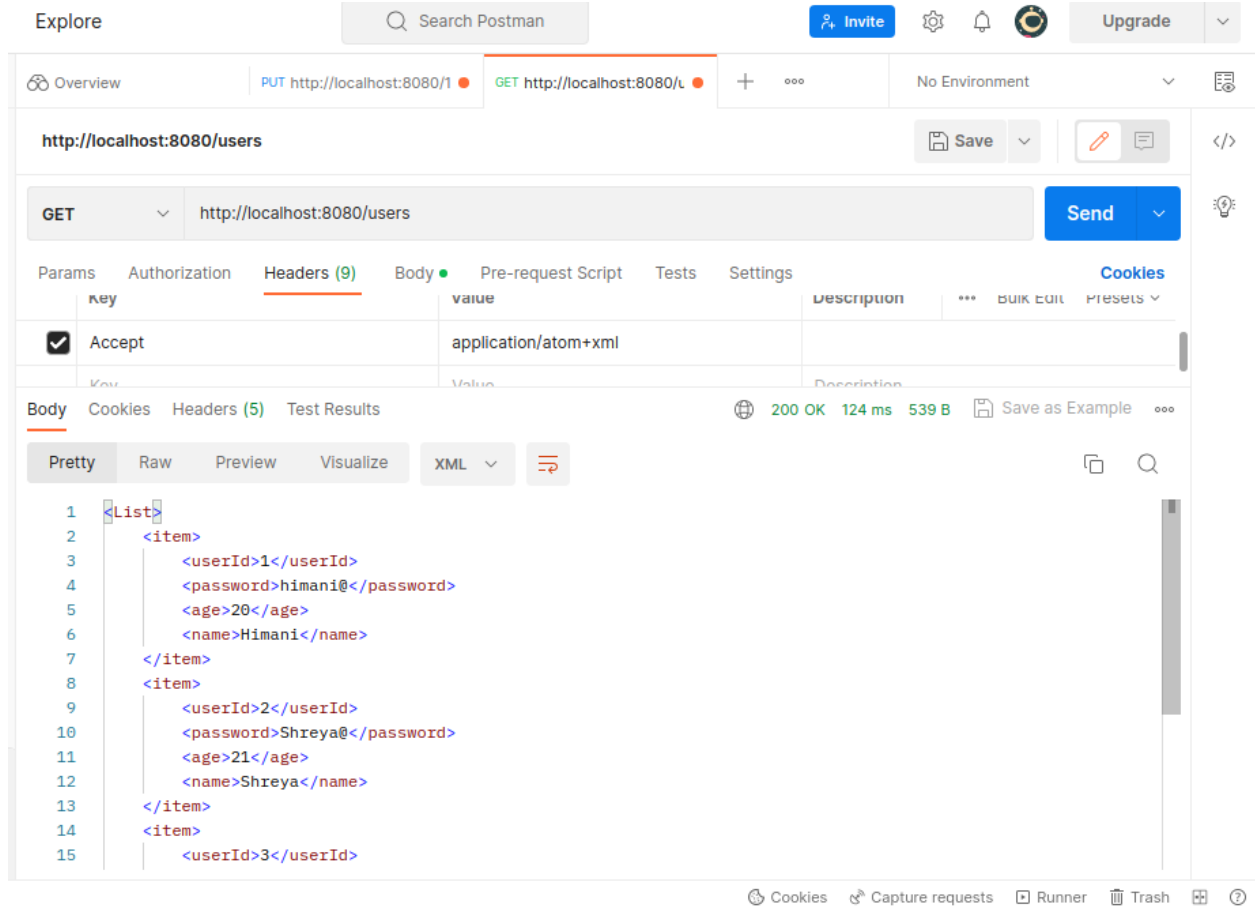 Explore
Search Postman
Invite
Upgrade
Overview
PUT http://localhost:8080/1
GET http://localhost:8080/u
No Environment
http://localhost:8080/users
Save
GET
http://localhost:8080/users
Send
Params Authorization Headers (9) Body Pre-request Script Tests Settings Cookies
Key Value Description Bulk Edit Presets
Accept application/atom+xml
Key Value Description
Body Cookies Headers (5) Test Results 200 OK 124 ms 539 B Save as Example
Pretty Raw Preview Visualize XML
1 <List>
2 <item>
3 <userId>1</userId>
4 <password>himani@</password>
5 <age>20</age>
6 <name>Himani</name>
7 </item>
8 <item>
9 <userId>2</userId>
10 <password>Shreya@</password>
11 <age>21</age>
12 <name>Shreya</name>
13 </item>
14 <item>
15 <userId>3</userId>
Cookies Capture requests Runner Trash